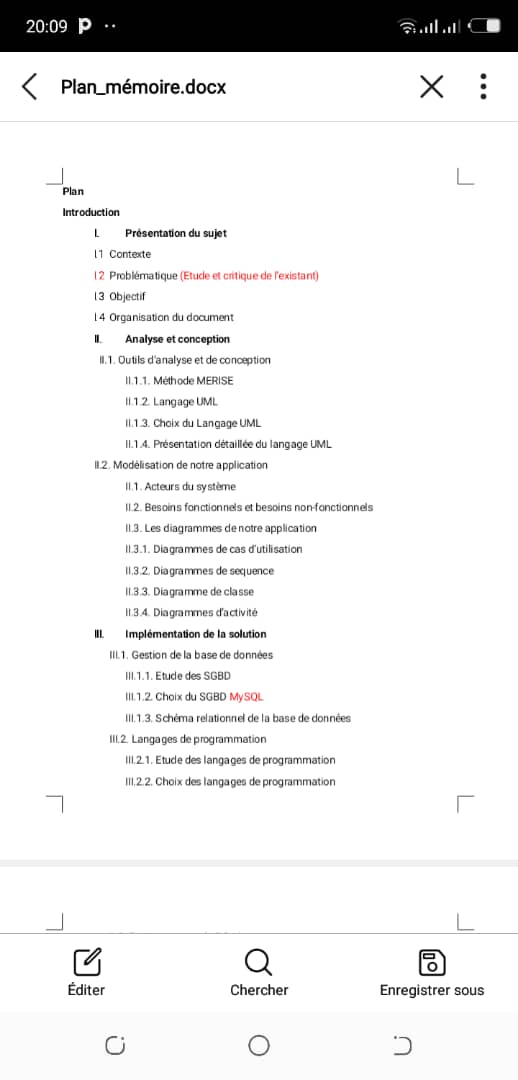 20:09 P ··
Plan_mémoire.docx
Plan
Introduction
I. Présentation du sujet
I.1 Contexte
I.2 Problématique (Etude et critique de l'existant)
I.3 Objectif
I.4 Organisation du document
II. Analyse et conception
II.1. Outils d'analyse et de conception
II.1.1. Méthode MERISE
II.1.2. Langage UML
II.1.3. Choix du Langage UML
II.1.4. Présentation détaillée du langage UML
II.2. Modélisation de notre application
II.1. Acteurs du système
II.2. Besoins fonctionnels et besoins non-fonctionnels
II.3. Les diagrammes de notre application
II.3.1. Diagrammes de cas d'utilisation
II.3.2. Diagrammes de sequence
II.3.3. Diagramme de classe
II.3.4. Diagrammes d'activité
III. Implémentation de la solution
III.1. Gestion de la base de données
III.1.1. Etude des SGBD
III.1.2. Choix du SGBD MySQL
III.1.3. Schéma relationnel de la base de données
III.2. Langages de programmation
III.2.1. Etude des langages de programmation
III.2.2. Choix des langages de programmation
Éditer
Chercher
Enregistrer sous